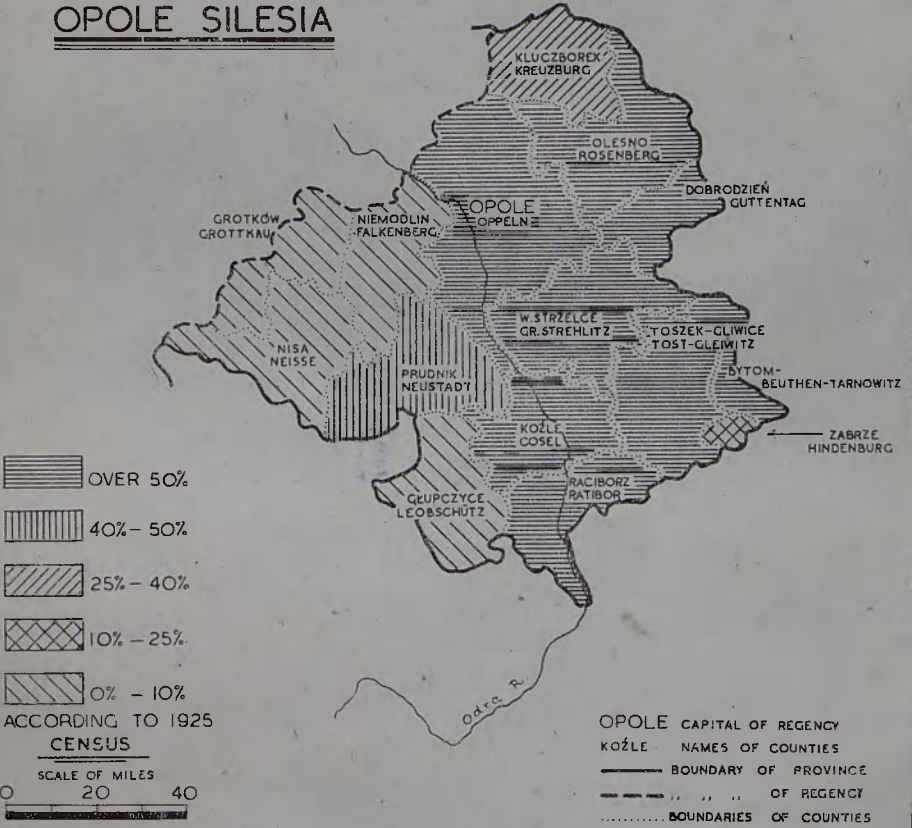 OPOLE SILESIA
KLUCZBOREK
KREUZBURG
OLESNO
ROSENBERG
DOBRODZIEŃ
GUTTENTAG
GROTKÓW
GROTTKAU
NIEMODLIN
FALKENBERG
OPOLE
OPPELN
W. STRZELCE
GR. STREHLITZ
TOSZEK-GLIWICE
TOST-GLEIWITZ
NISA
NEISSE
PRUDNIK
NEUSTADT
BYTOM-
BEUTHEN-TARNOWITZ
KOŹLE
COSEL
ZABRZE
HINDENBURG
RACIBORZ
RATIBOR
GŁUPCZYCE
LEOBSCHÜTZ
Odra R.
OVER 50%
40% – 50%
25% – 40%
10% – 25%
0% – 10%
ACCORDING TO 1925
CENSUS
SCALE OF MILES
0 20 40
OPOLE CAPITAL OF REGENCY
KOŹLE NAMES OF COUNTIES
BOUNDARY OF PROVINCE
,, ,, ,, OF REGENCY
BOUNDARIES OF COUNTIES